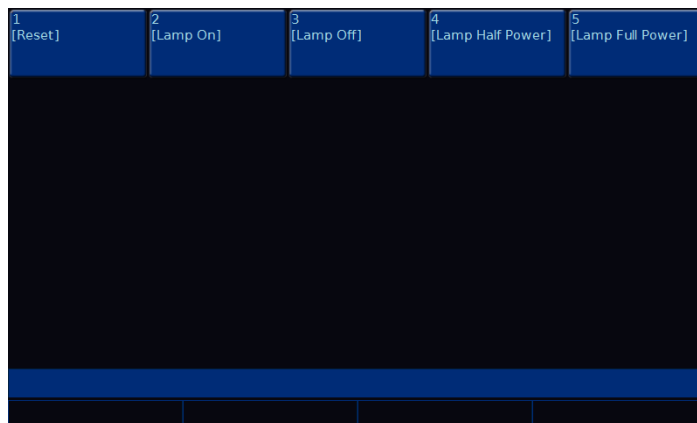 1
[Reset]
2
[Lamp On]
3
[Lamp Off]
4
[Lamp Half Power]
5
[Lamp Full Power]